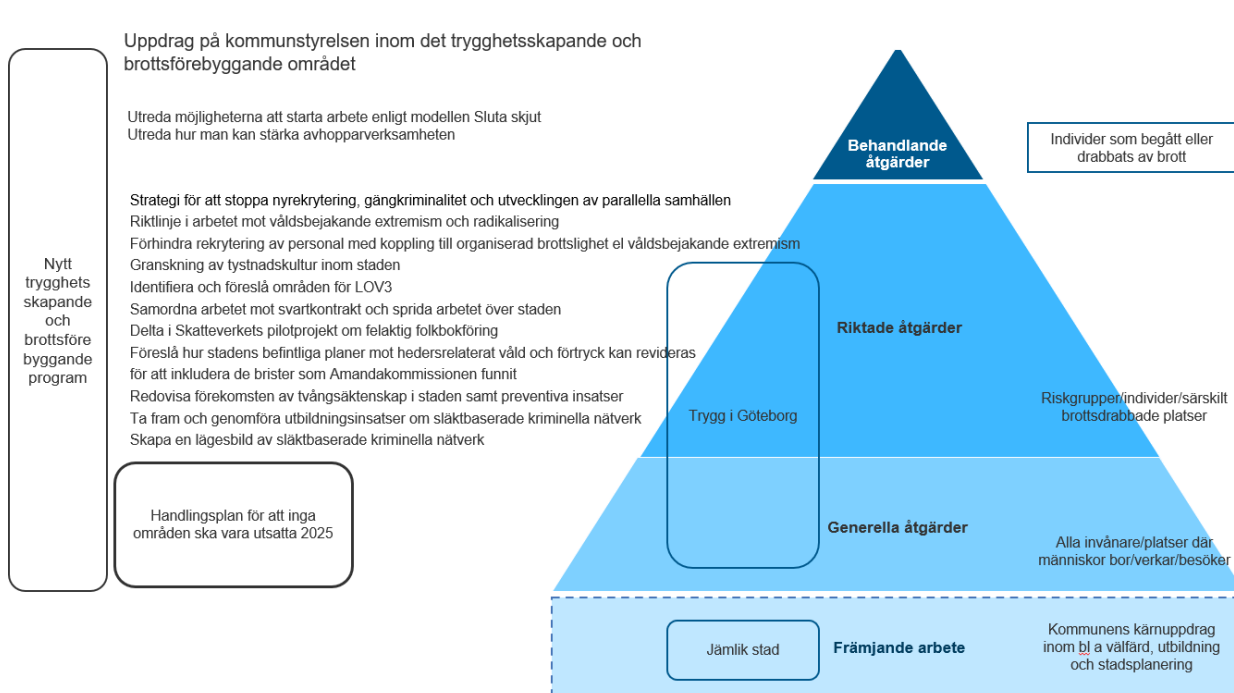 Uppdrag på kommunstyrelsen inom det trygghetsskapande och
brottsförebyggande området
Utreda möjligheterna att starta arbete enligt modellen Sluta skjut
Utreda hur man kan stärka avhopparverksamheten
Strategi för att stoppa nyrekrytering, gängkriminalitet och utvecklingen av parallella samhällen
Riktlinje i arbetet mot våldsbejakande extremism och radikalisering
Förhindra rekrytering av personal med koppling till organiserad brottslighet el våldsbejakande extremism
Granskning av tystnadskultur inom staden
Identifiera och föreslå områden för LOV3
Samordna arbetet mot svartkontrakt och sprida arbetet över staden
Delta i Skatteverkets pilotprojekt om felaktig folkbokföring
Föreslå hur stadens befintliga planer mot hedersrelaterat våld och förtryck kan revideras
för att inkludera de brister som Amandakommissionen funnit
Redovisa förekomsten av tvångsäktenskap i staden samt preventiva insatser
Ta fram och genomföra utbildningsinsatser om släktbaserade kriminella nätverk
Skapa en lägesbild av släktbaserade kriminella nätverk
Nytt
trygghets
skapande
och
brottsföre
byggande
program
Handlingsplan för att inga
områden ska vara utsatta 2025
Behandlande
åtgärder
Individer som begått eller
drabbats av brott
Riktade åtgärder
Riskgrupper/individer/särskilt
brottsdrabbade platser
Trygg i Göteborg
Generella åtgärder
Alla invånare/platser där
människor bor/verkar/besöker
Jämlik stad
Främjande arbete
Kommunens kärnuppdrag
inom bl a välfärd, utbildning
och stadsplanering